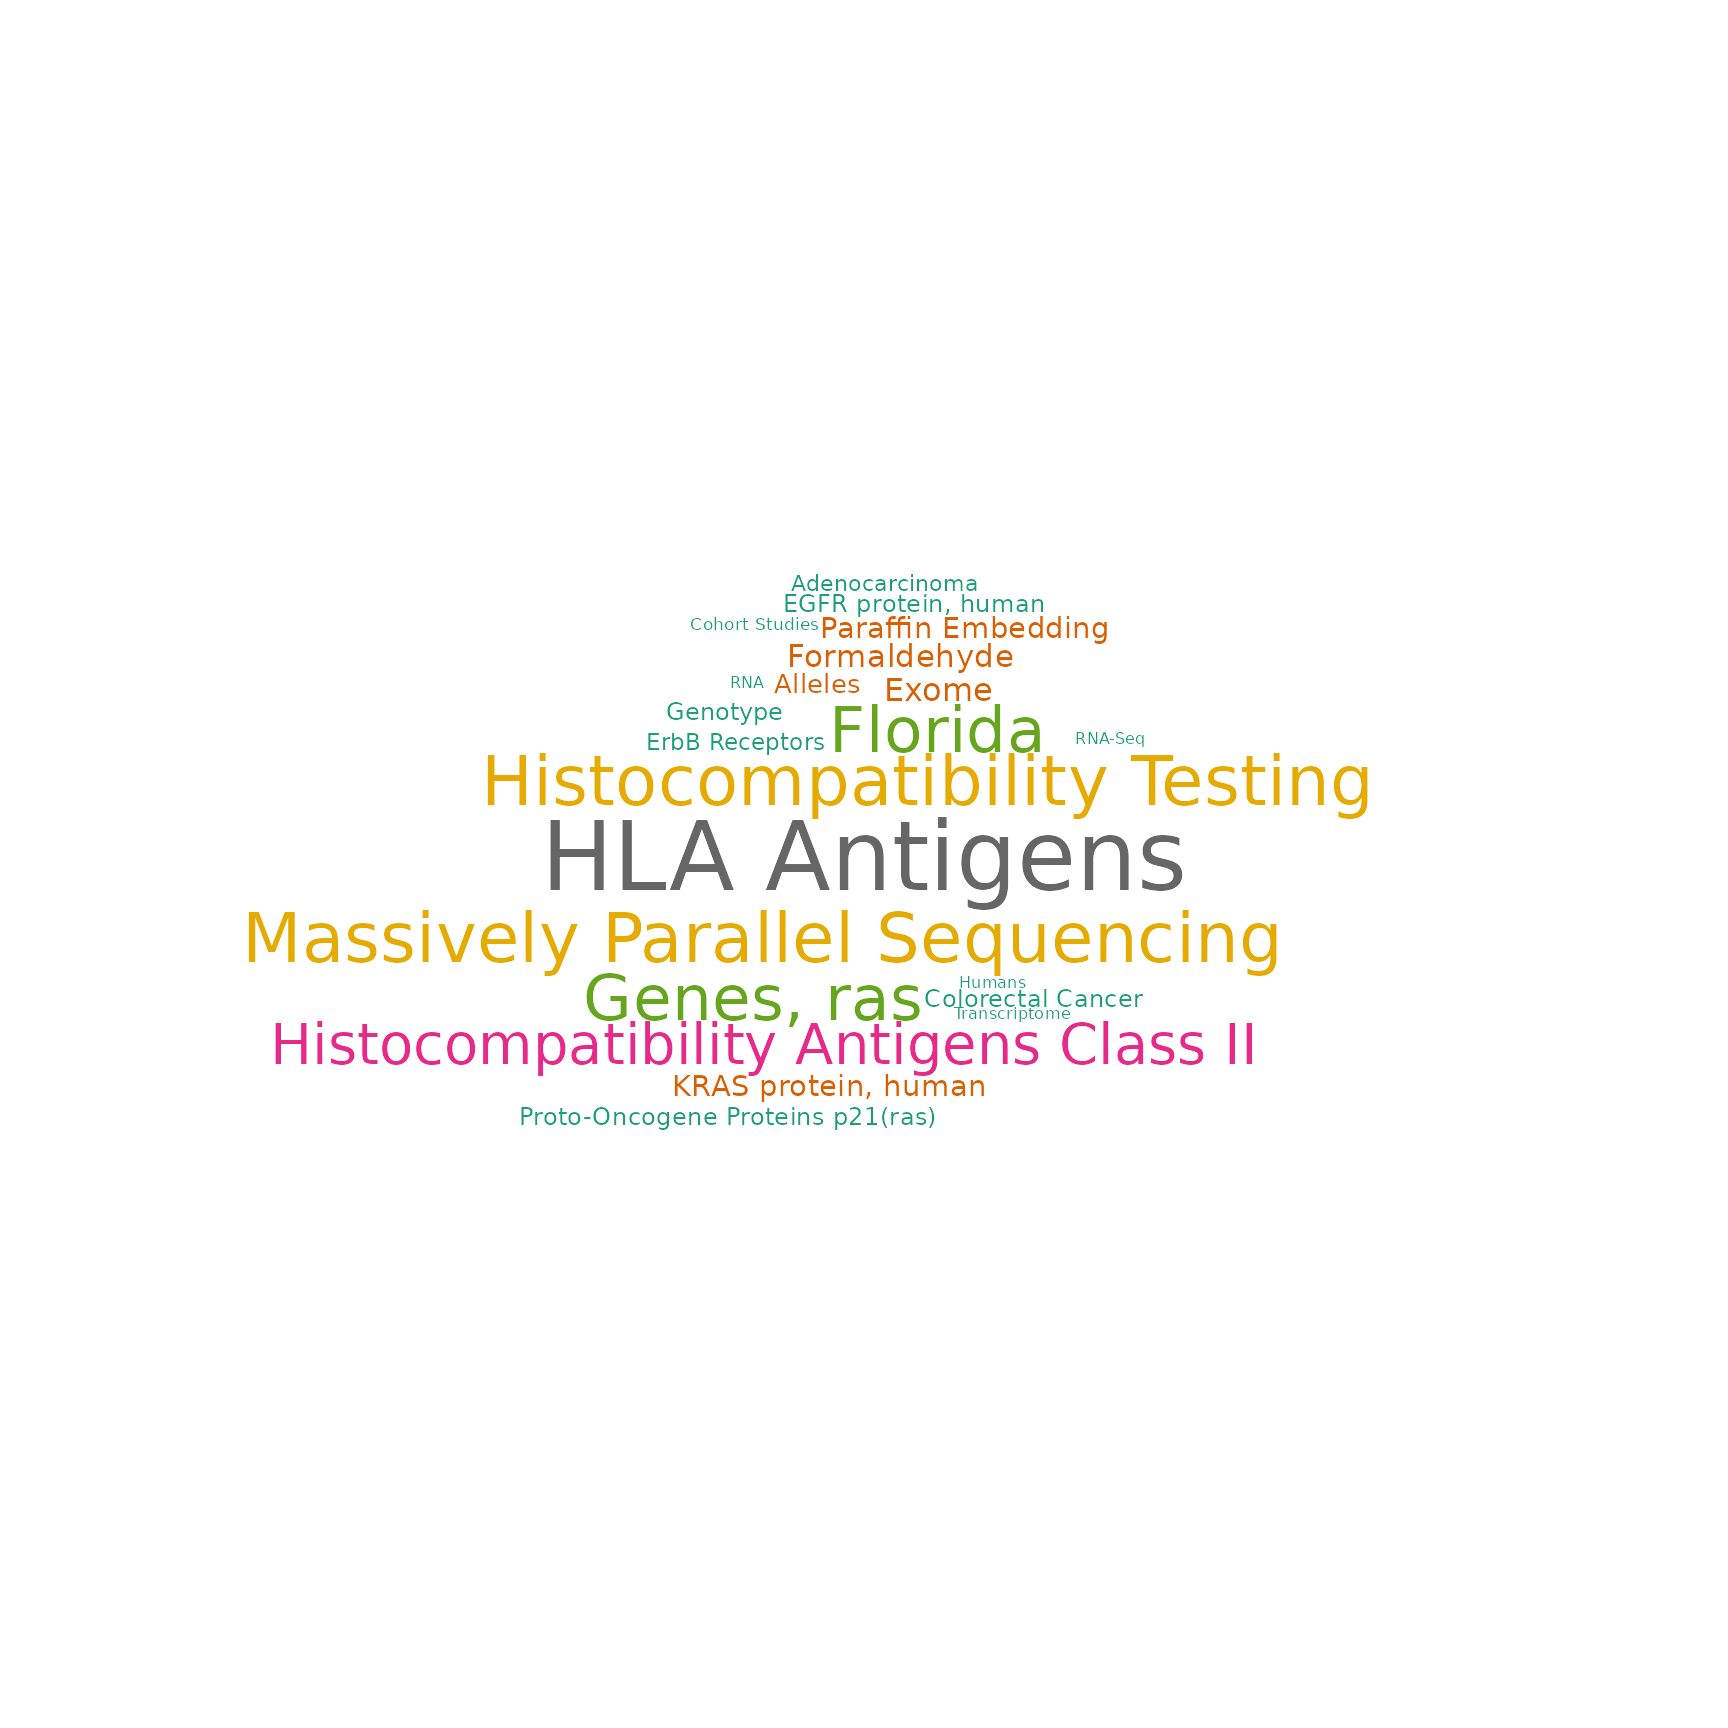 Adenocarcinoma
EGFR protein, human
Cohort Studies Paraffin Embedding
Formaldehyde
RNA Alleles Exome
Genotype
Florida
ErbB Receptors RNA-Seq
Histocompatibility Testing
HLA Antigens
Massively Parallel Sequencing
Humans
Genes, ras Colorectal Cancer
Transcriptome
Histocompatibility Antigens Class II
KRAS protein, human
Proto-Oncogene Proteins p21(ras)